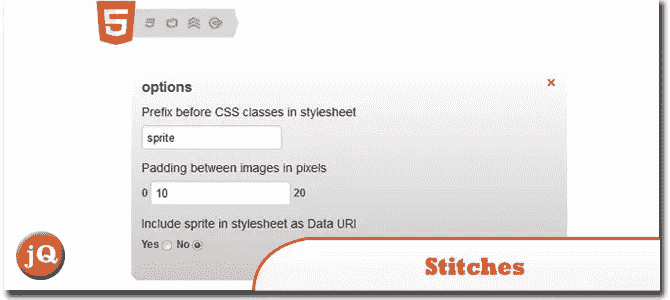 5
options
×
Prefix before CSS classes in stylesheet
sprite
Padding between images in pixels
0 10 20
Include sprite in stylesheet as Data URI
Yes No
jQ
Stitches